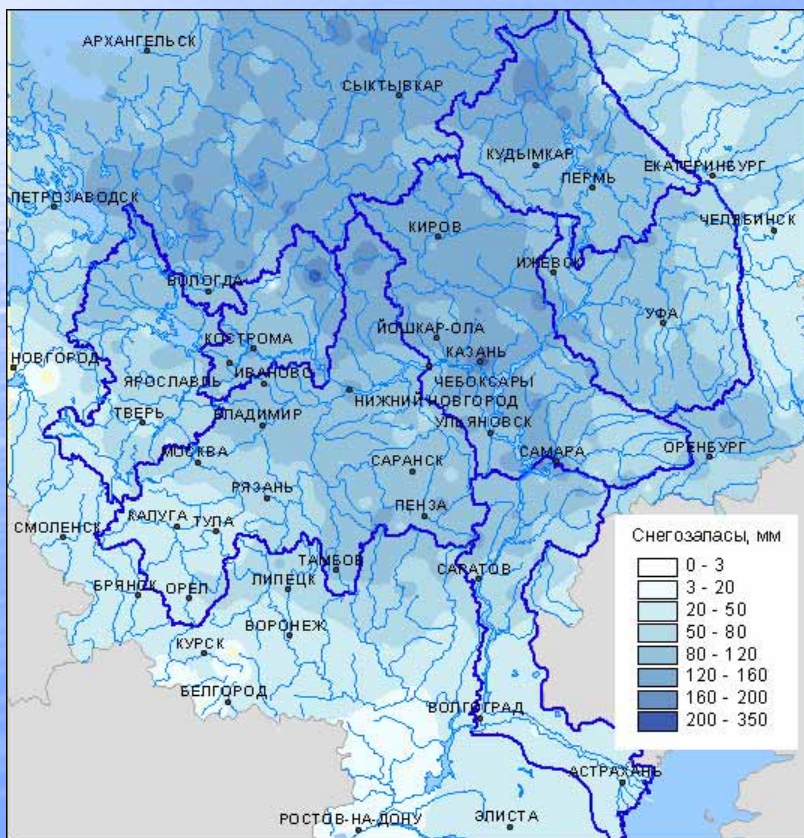 АРХАНГЕЛЬСК
СЫКТЫВКАР
КУДЫМКАР
ЕКАТЕРИНБУРГ
ПЕРМЬ
ПЕТРОЗАВОДСК
ЧЕЛЯБИНСК
КИРОВ
ВОЛОГДА
ИЖЕВСК
УФА
ЙОШКАР-ОЛА
КОСТРОМА
НОВГОРОД
КАЗАНЬ
ЯРОСЛАВЛЬ
ИВАНОВО
ЧЕБОКСАРЫ
НИЖНИЙ НОВГОРОД
ТВЕРЬ
ВЛАДИМИР
УЛЬЯНОВСК
МОСКВА
САМАРА
ОРЕНБУРГ
САРАНСК
РЯЗАНЬ
ПЕНЗА
СМОЛЕНСК
КАЛУГА
ТУЛА
ТАМБОВ
БРЯНСК
ОРЕЛ
ЛИПЕЦК
САРАТОВ
ВОРОНЕЖ
КУРСК
БЕЛГОРОД
ВОЛГОГРАД
АСТРАХАНЬ
РОСТОВ-НА-ДОНУ
ЭЛИСТА
Снегозапасы, мм
0 - 3
3 - 20
20 - 50
50 - 80
80 - 120
120 - 160
160 - 200
200 - 350